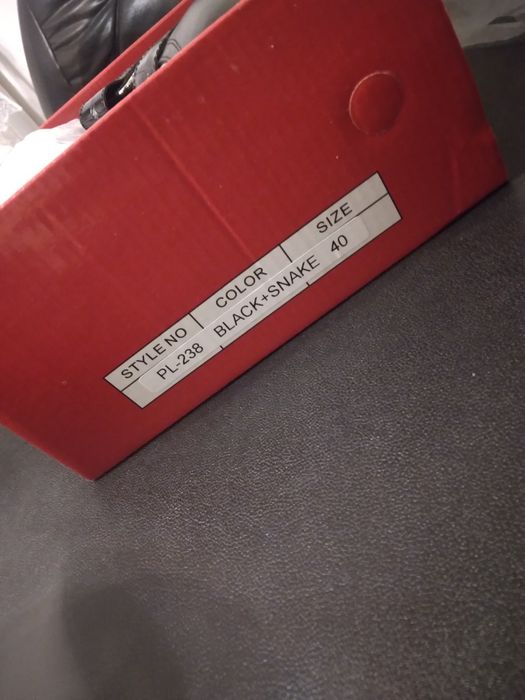 STYLE NO COLOR SIZE
PL-238 BLACK+SNAKE 40